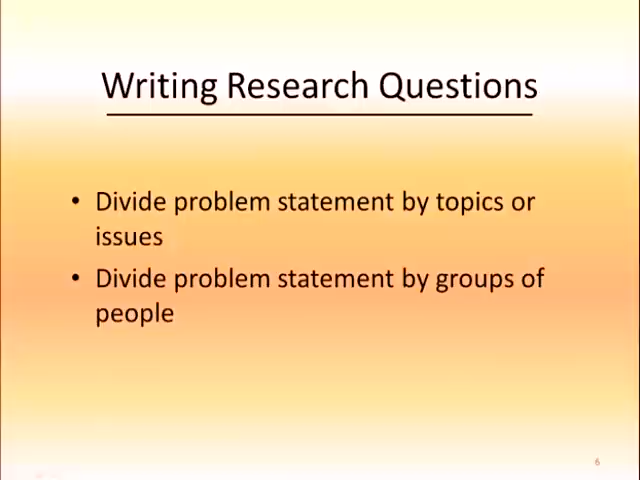 Writing Research Questions
• Divide problem statement by topics or
issues
• Divide problem statement by groups of
people
6